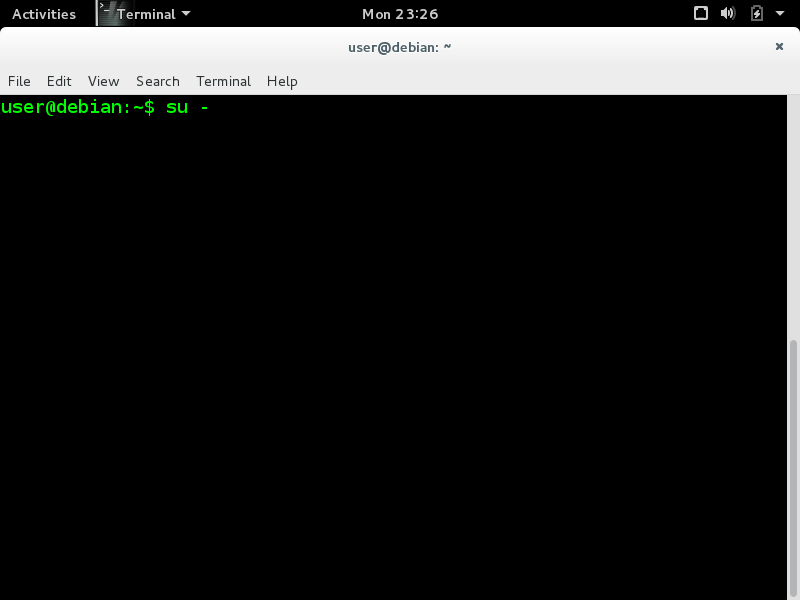 Activities Terminal Mon 23:26
user@debian: ~
File Edit View Search Terminal Help
user@debian:~$ su -